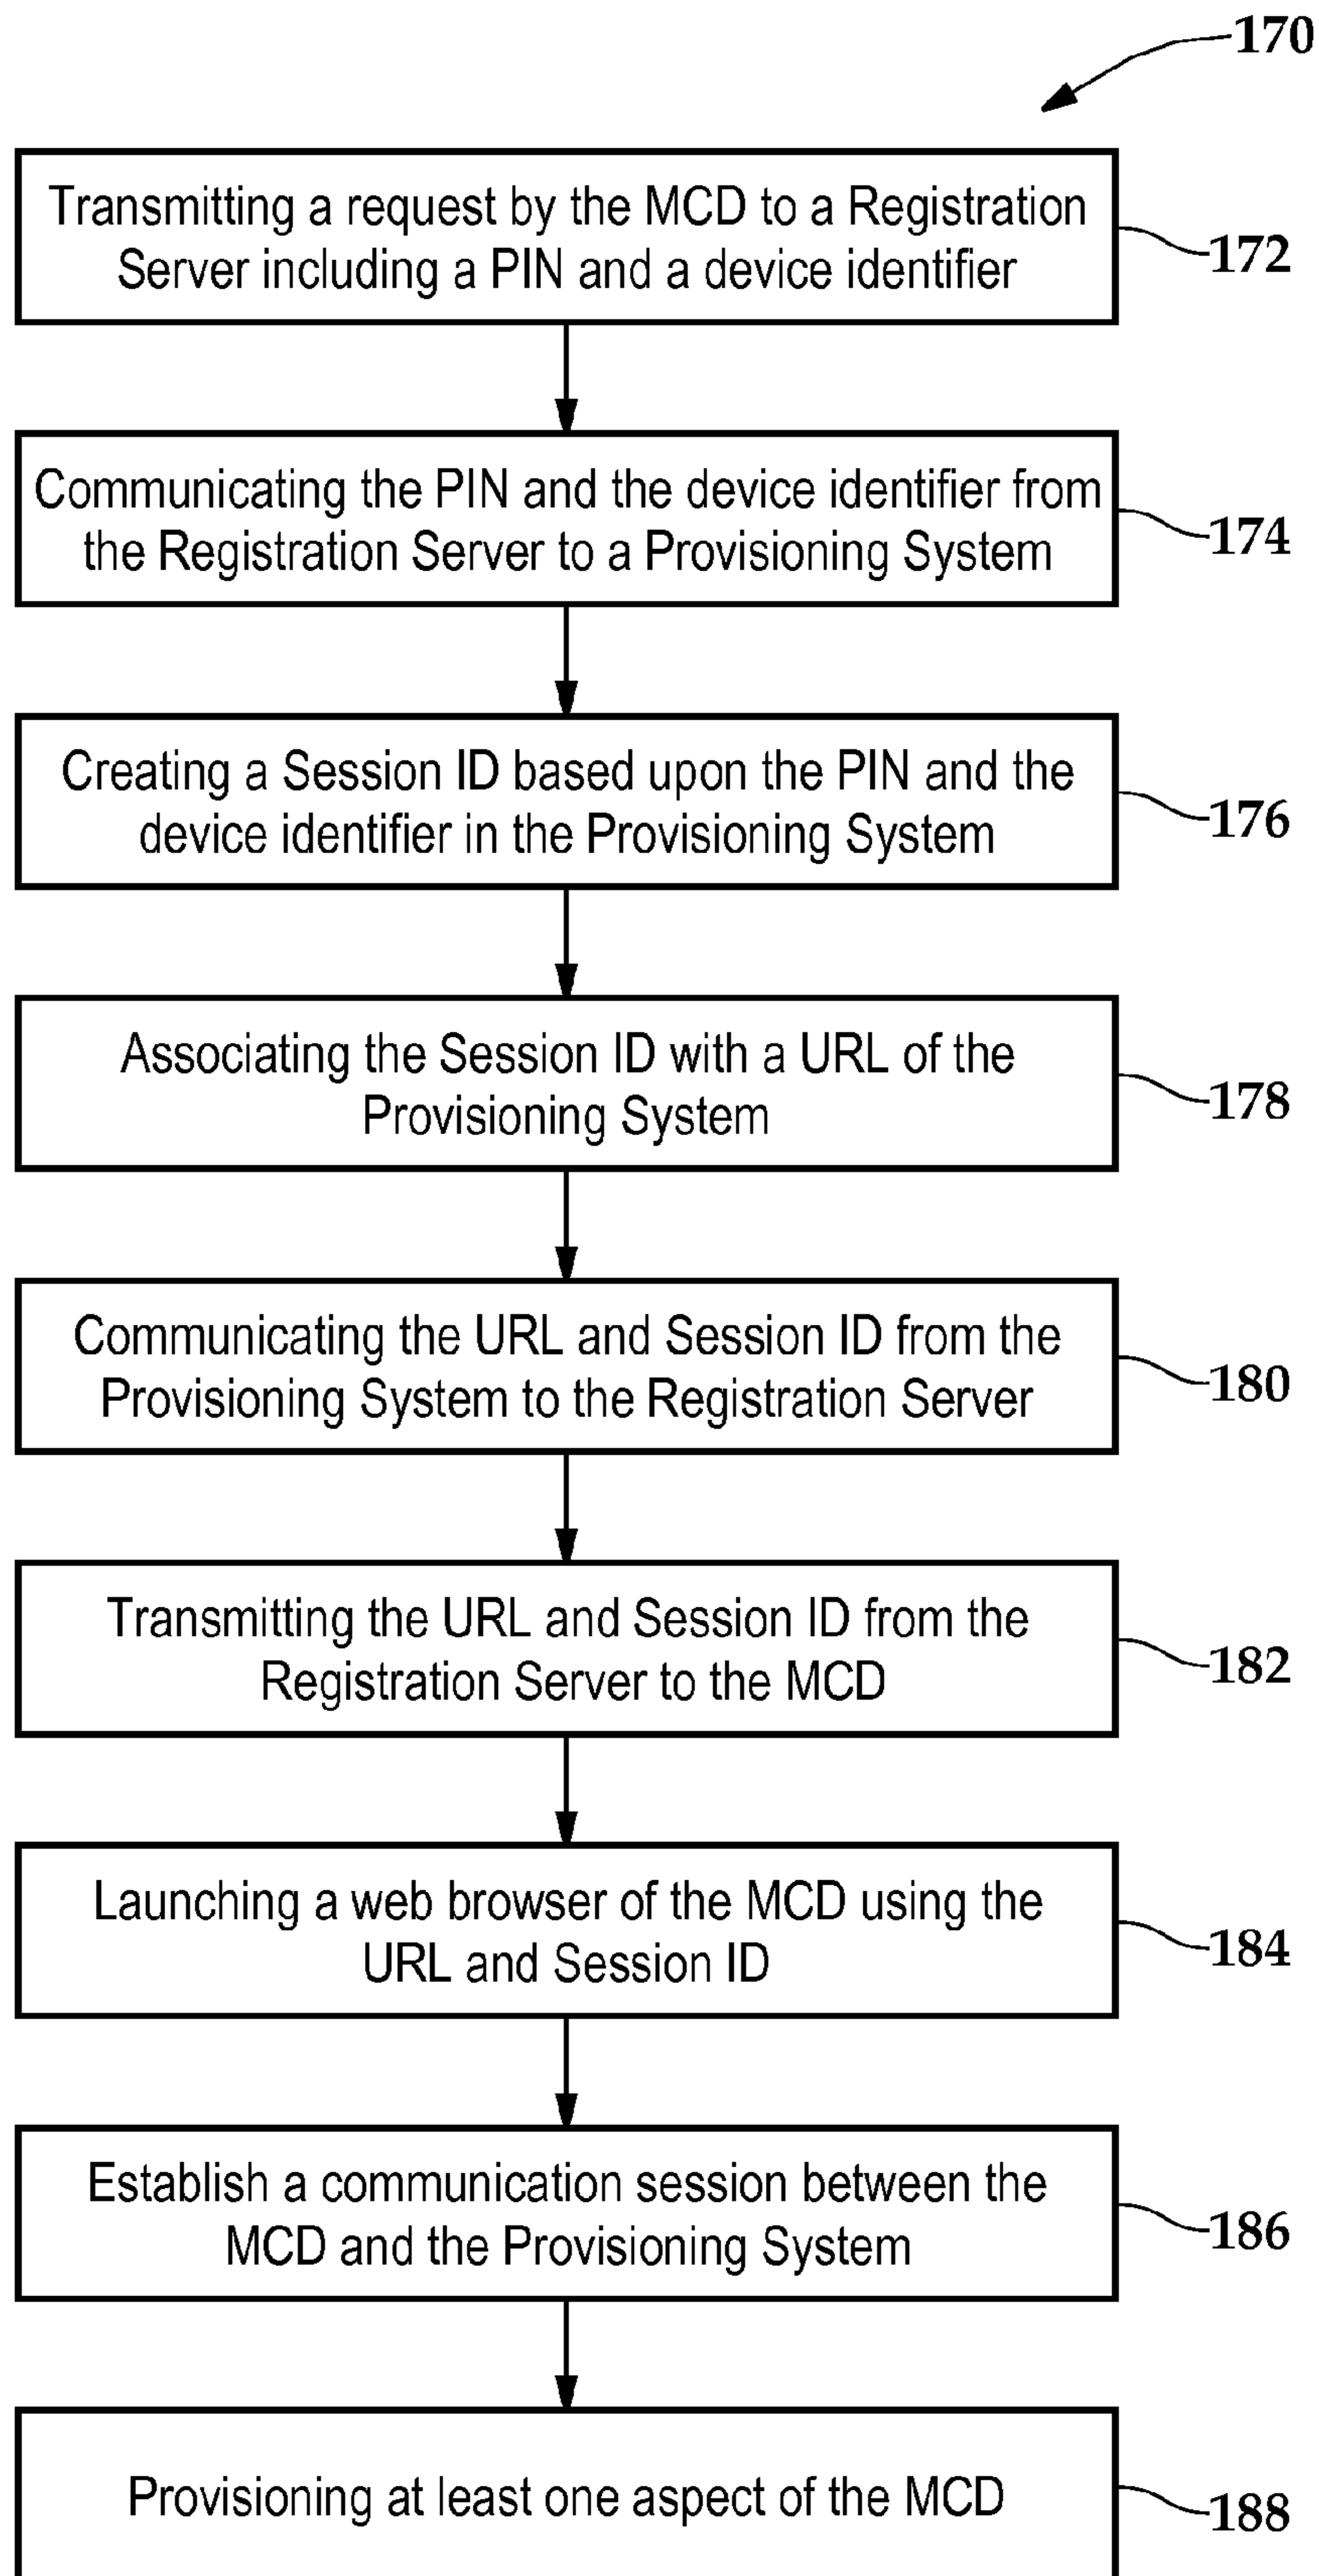 170
Transmitting a request by the MCD to a Registration
Server including a PIN and a device identifier
172
Communicating the PIN and the device identifier from
the Registration Server to a Provisioning System
174
Creating a Session ID based upon the PIN and the
device identifier in the Provisioning System
176
Associating the Session ID with a URL of the
Provisioning System
178
Communicating the URL and Session ID from the
Provisioning System to the Registration Server
180
Transmitting the URL and Session ID from the
Registration Server to the MCD
182
Launching a web browser of the MCD using the
URL and Session ID
184
Establish a communication session between the
MCD and the Provisioning System
186
Provisioning at least one aspect of the MCD
188